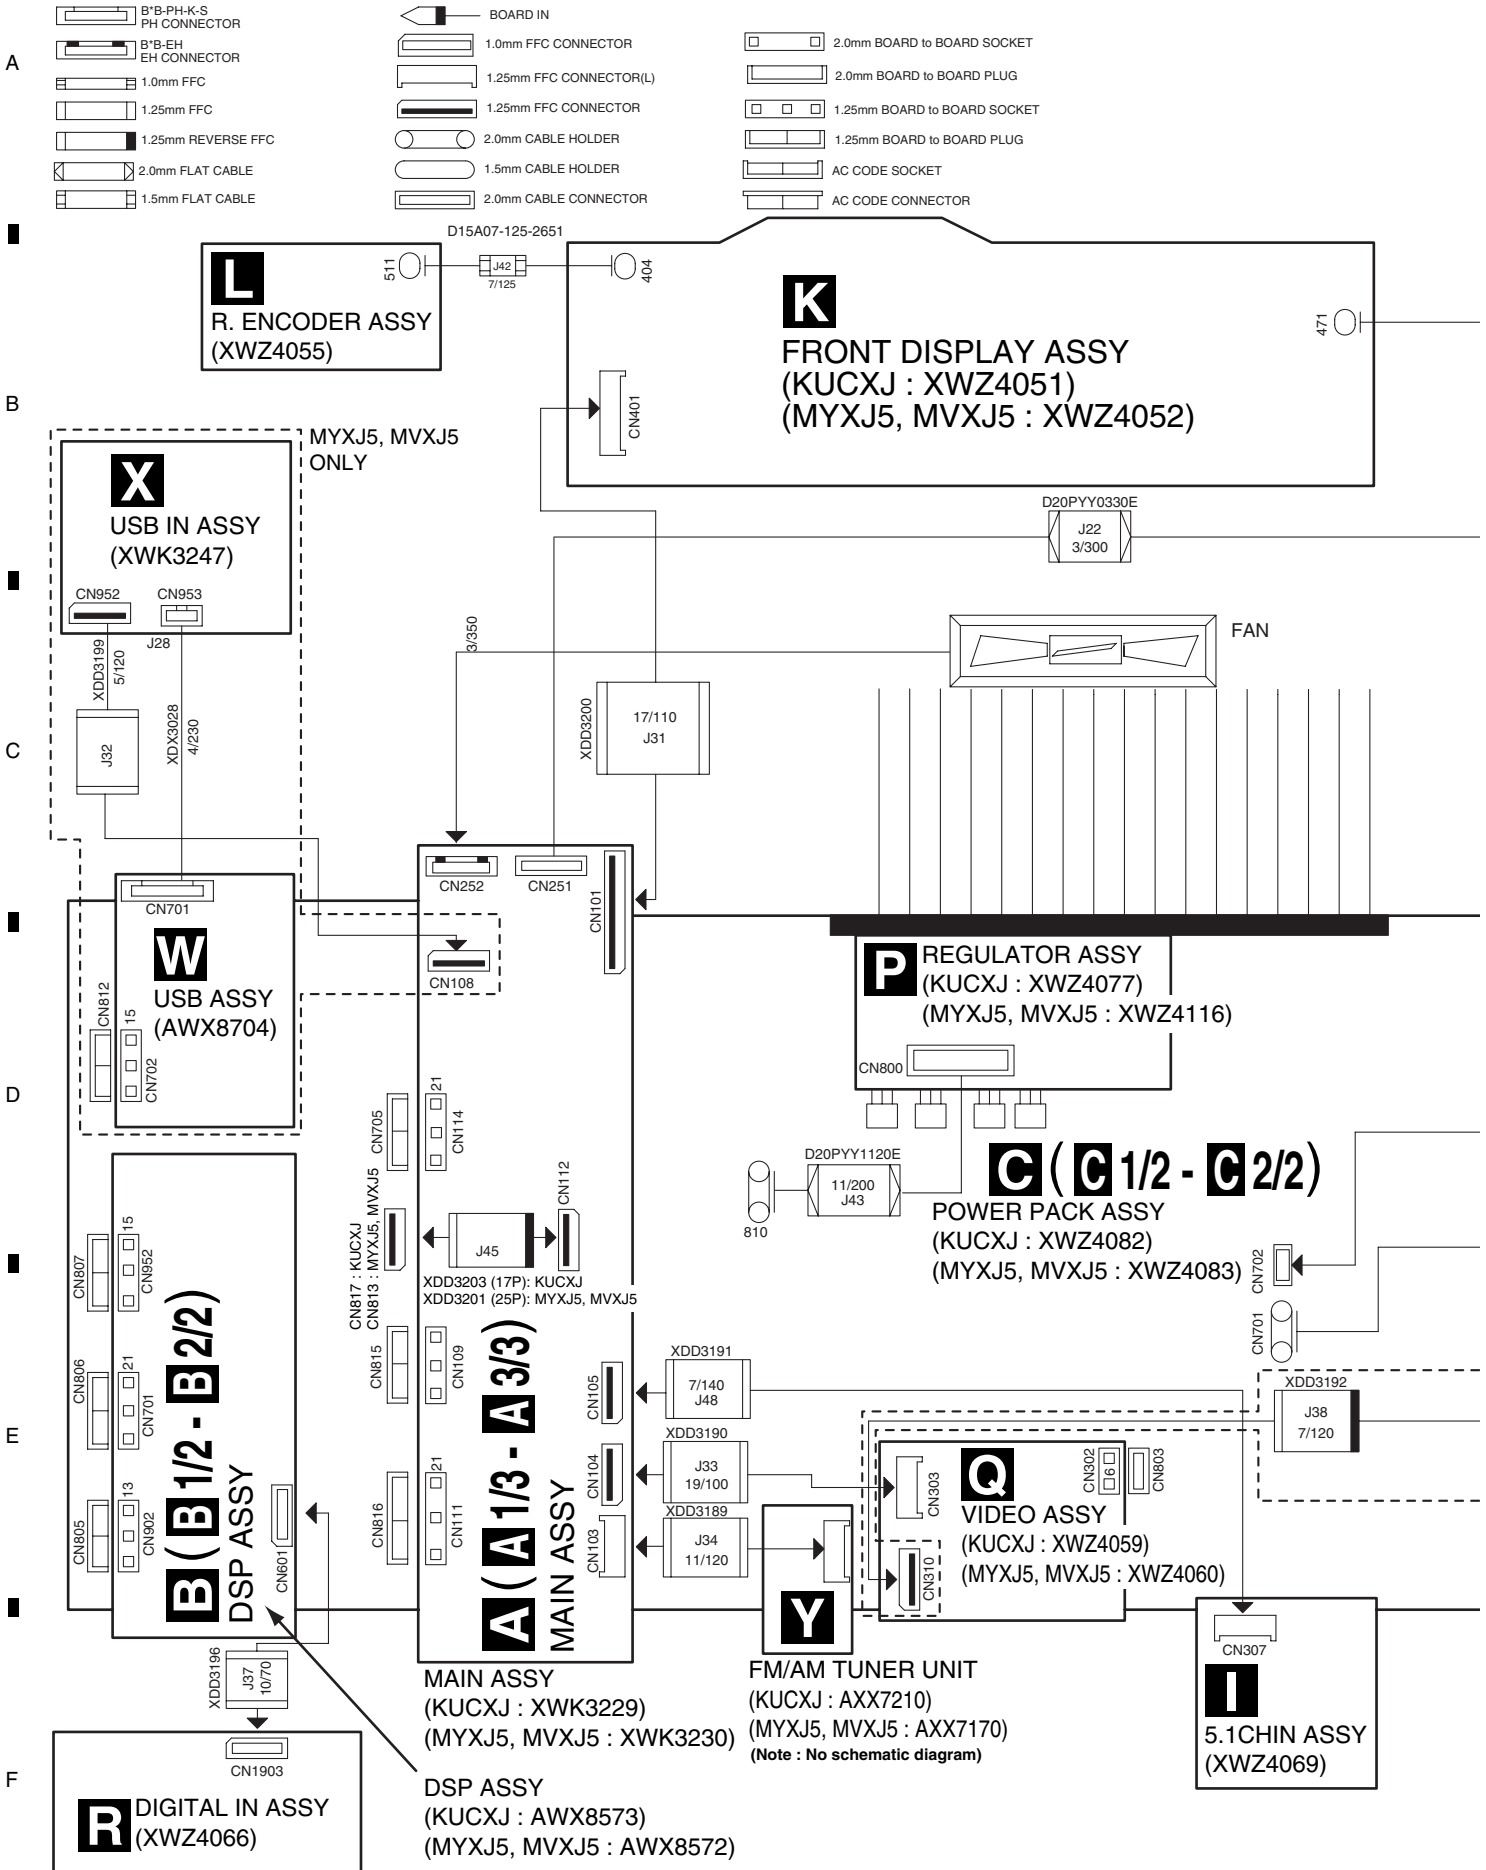 B*B-PH-K-S
PH CONNECTOR
B*B-EH
EH CONNECTOR
1.0mm FFC
1.25mm FFC
1.25mm REVERSE FFC
2.0mm FLAT CABLE
1.5mm FLAT CABLE
BOARD IN
1.0mm FFC CONNECTOR
1.25mm FFC CONNECTOR(L)
1.25mm FFC CONNECTOR
2.0mm CABLE HOLDER
1.5mm CABLE HOLDER
2.0mm CABLE CONNECTOR
2.0mm BOARD to BOARD SOCKET
2.0mm BOARD to BOARD PLUG
1.25mm BOARD to BOARD SOCKET
1.25mm BOARD to BOARD PLUG
AC CODE SOCKET
AC CODE CONNECTOR
A
D15A07-125-2651
511
J42
7/125
404
L
R. ENCODER ASSY
(XWZ4055)
K
FRONT DISPLAY ASSY
(KUCXJ : XWZ4051)
(MYXJ5, MVXJ5 : XWZ4052)
471
CN401
B
MYXJ5, MVXJ5
ONLY
X
USB IN ASSY
(XWK3247)
CN952
CN953
J28
D20PYY0330E
J22
3/300
XDD3199
5/120
J32
XDX3028
4/230
3/350
FAN
XDD3200
17/110
J31
C
CN701
CN252
CN251
CN101
W
USB ASSY
(AWX8704)
CN812
15
CN702
CN108
P
REGULATOR ASSY
(KUCXJ : XWZ4077)
(MYXJ5, MVXJ5 : XWZ4116)
CN800
D
CN705
21
CN114
D20PYY1120E
11/200
J43
810
C ( C 1/2 - C 2/2)
POWER PACK ASSY
(KUCXJ : XWZ4082)
(MYXJ5, MVXJ5 : XWZ4083)
CN702
CN701
CN817 : KUCXJ
CN813 : MYXJ5, MVXJ5
J45
CN112
XDD3203 (17P): KUCXJ
XDD3201 (25P): MYXJ5, MVXJ5
CN807
15
CN952
CN806
21
CN701
CN805
13
CN902
B ( B 1/2 - B 2/2)
DSP ASSY
CN601
CN815
CN109
CN816
21
CN111
A ( A 1/3 - A 3/3)
MAIN ASSY
CN105
CN104
CN103
XDD3191
7/140
J48
XDD3190
J33
19/100
XDD3189
J34
11/120
XDD3192
J38
7/120
E
CN303
CN310
Q
VIDEO ASSY
(KUCXJ : XWZ4059)
(MYXJ5, MVXJ5 : XWZ4060)
CN302
6
CN803
Y
FM/AM TUNER UNIT
(KUCXJ : AXX7210)
(MYXJ5, MVXJ5 : AXX7170)
(Note : No schematic diagram)
CN307
I
5.1CHIN ASSY
(XWZ4069)
XDD3196
J37
10/70
MAIN ASSY
(KUCXJ : XWK3229)
(MYXJ5, MVXJ5 : XWK3230)
CN1903
F
R
DIGITAL IN ASSY
(XWZ4066)
DSP ASSY
(KUCXJ : AWX8573)
(MYXJ5, MVXJ5 : AWX8572)